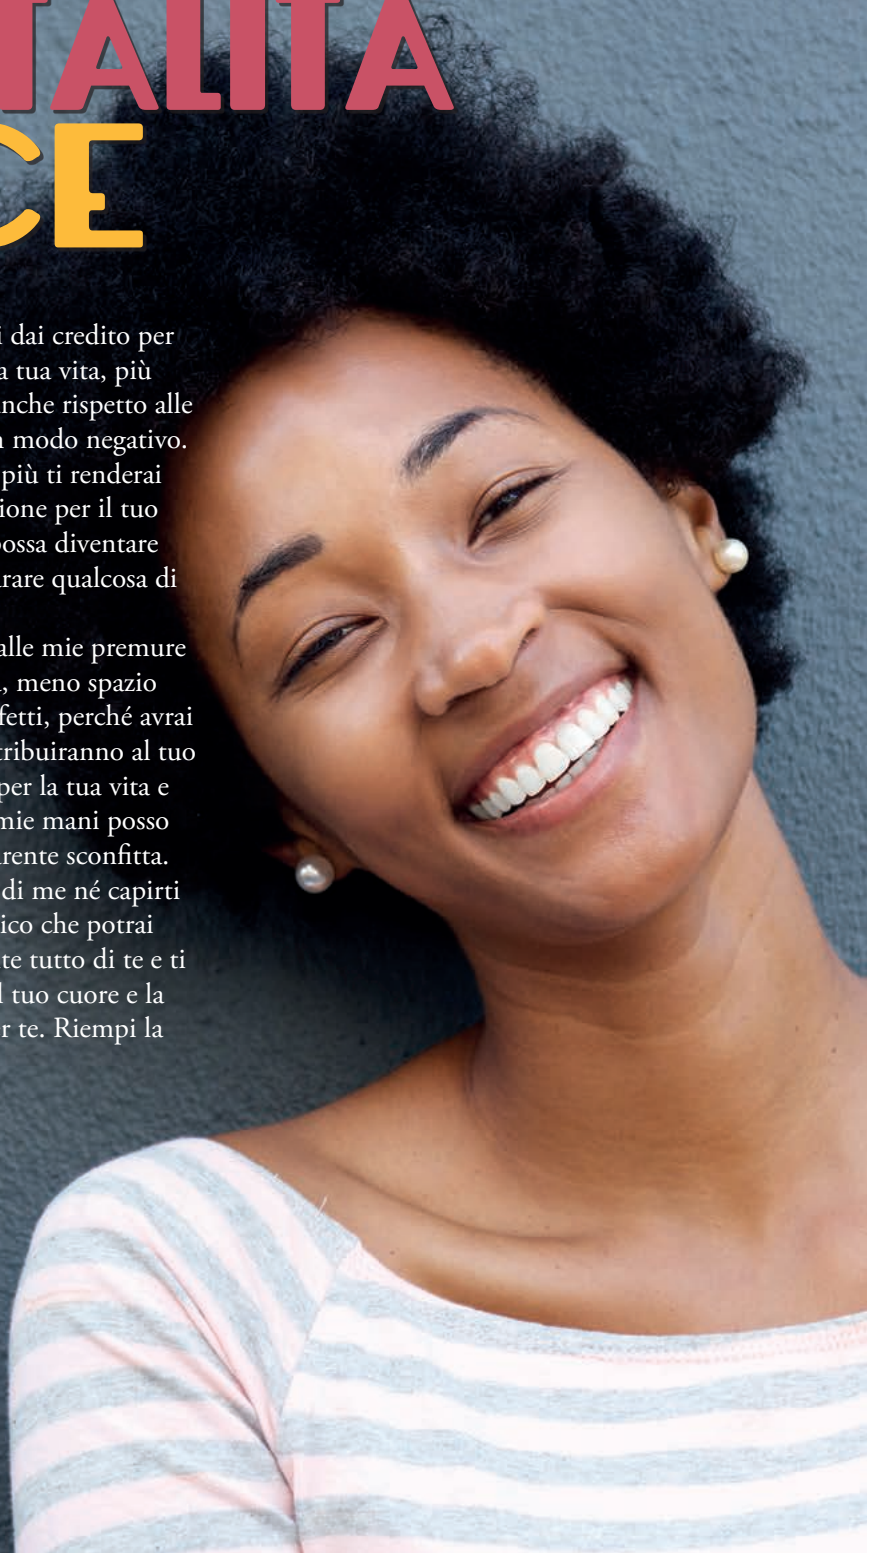 TALITÀ
CE
i dai credito per
a tua vita, più
nche rispetto alle
n modo negativo.
più ti renderai
ione per il tuo
ossa diventare
rare qualcosa di
alle mie premure
, meno spazio
fetti, perché avrai
tribuiranno al tuo
per la tua vita e
mie mani posso
rente sconfitta.
di me né capirti
ico che potrai
te tutto di te e ti
l tuo cuore e la
r te. Riempi la